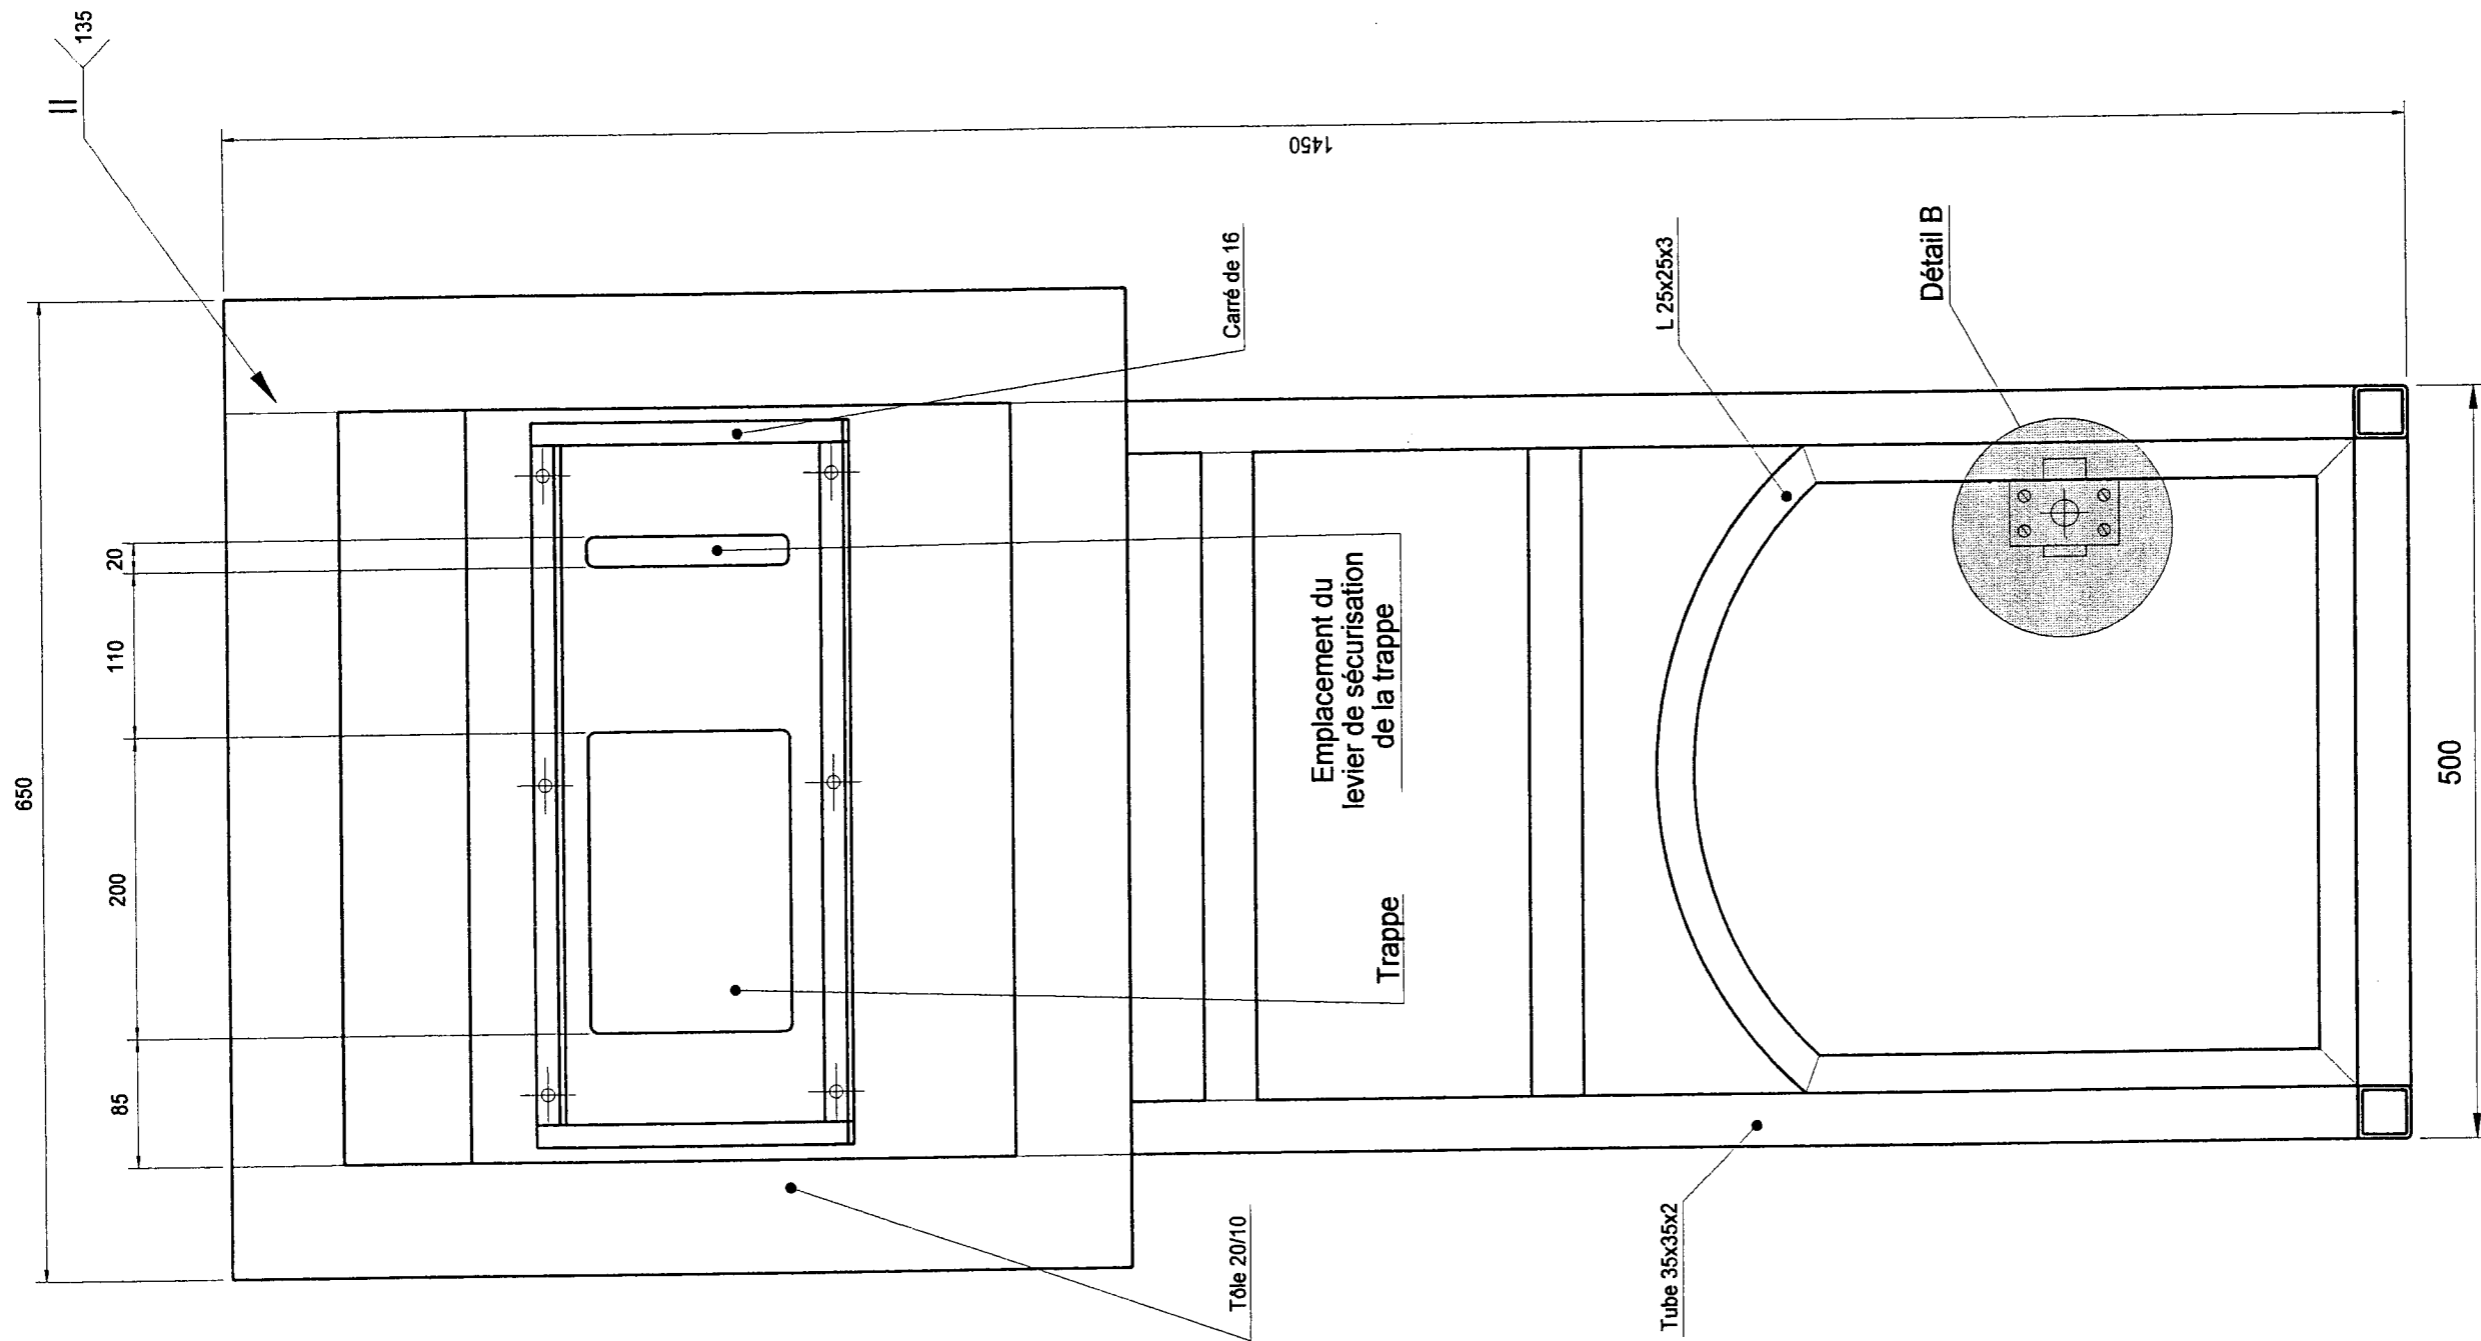 135
||
1450
650
20
110
200
85
Carré de 16
L 25x25x3
Détail B
Emplacement du
levier de sécurisation
de la trappe
Trappe
Tôle 20/10
Tube 35x35x2
500